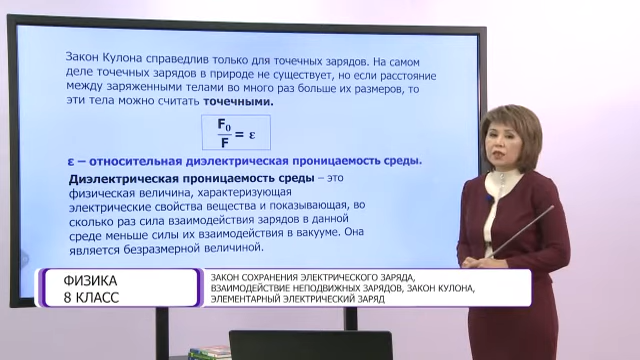 Закон Кулона справедлив только для точечных зарядов. На самом
деле точечных зарядов в природе не существует, но если расстояние
между заряженными телами во много раз больше их размеров, то
эти тела можно считать точечными.
F₀/F = ε
ε – относительная диэлектрическая проницаемость среды.
Диэлектрическая проницаемость среды – это
физическая величина, характеризующая
электрические свойства вещества и показывающая, во
сколько раз сила взаимодействия зарядов в данной
среде меньше силы их взаимодействия в вакууме. Она
является безразмерной величиной.
ФИЗИКА
8 КЛАСС
ЗАКОН СОХРАНЕНИЯ ЭЛЕКТРИЧЕСКОГО ЗАРЯДА,
ВЗАИМОДЕЙСТВИЕ НЕПОДВИЖНЫХ ЗАРЯДОВ, ЗАКОН КУЛОНА,
ЭЛЕМЕНТАРНЫЙ ЭЛЕКТРИЧЕСКИЙ ЗАРЯД